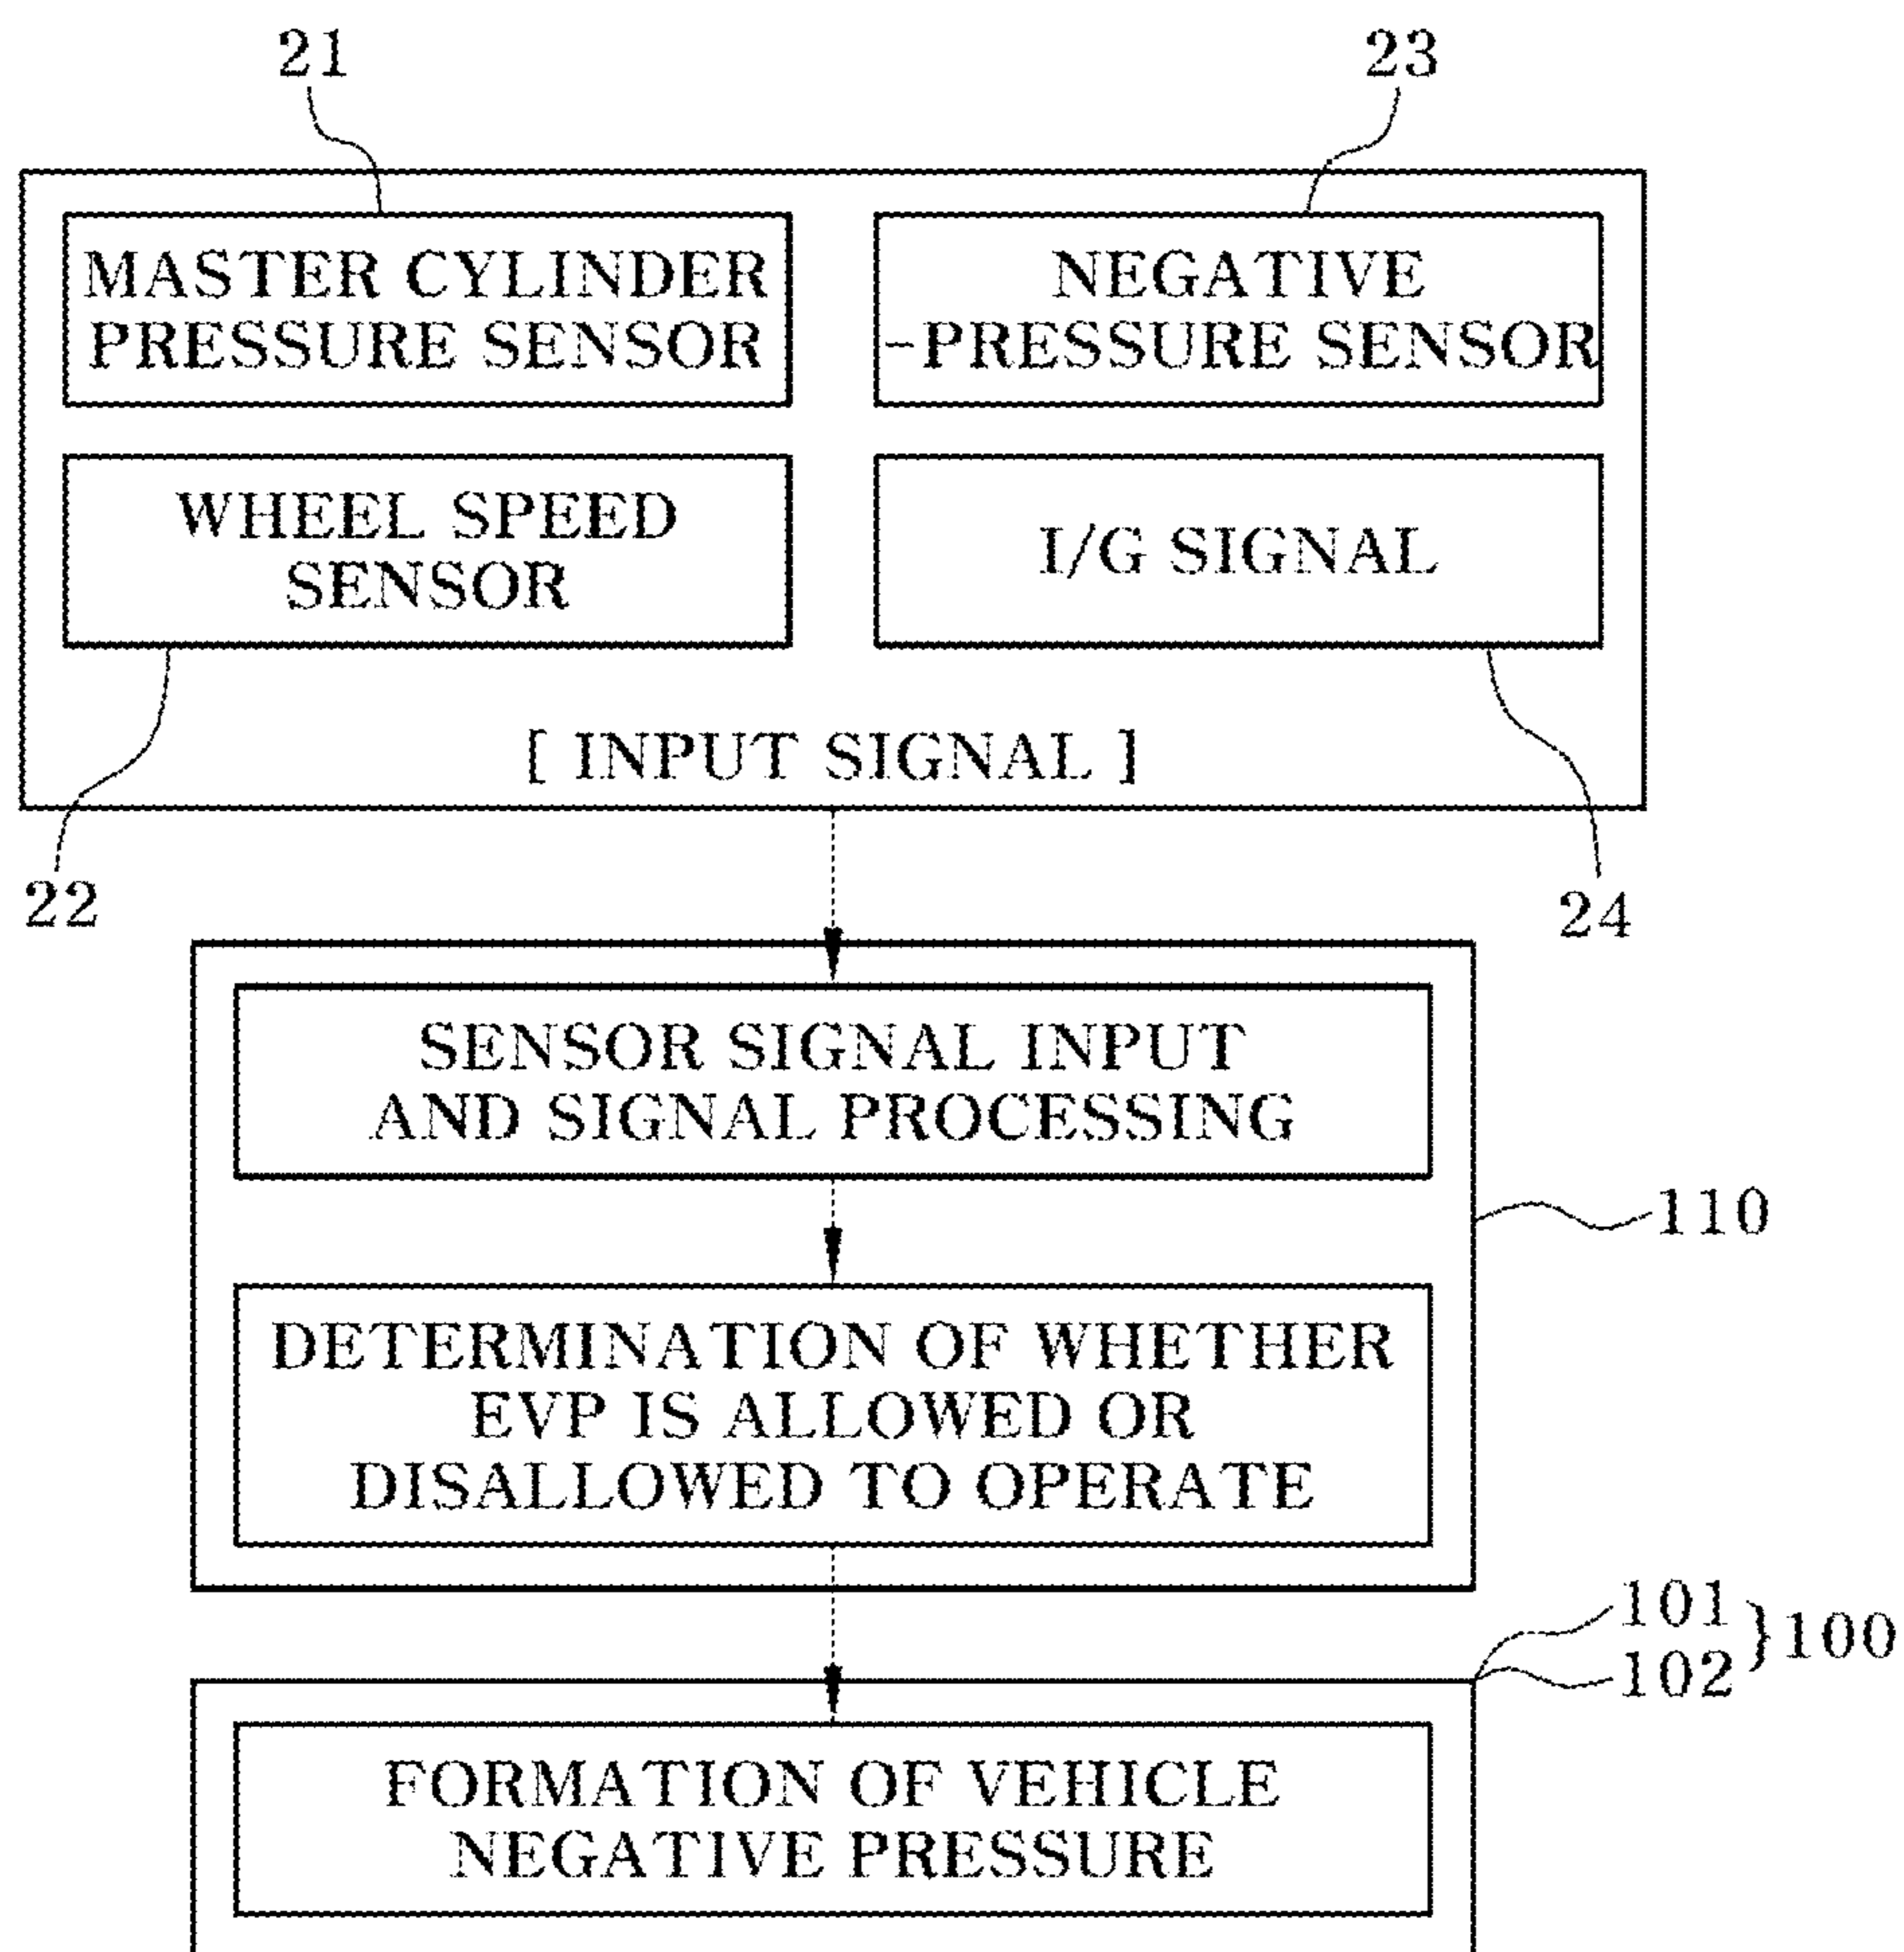 21
23
MASTER CYLINDER
PRESSURE SENSOR
NEGATIVE
-PRESSURE SENSOR
WHEEL SPEED
SENSOR
I/G SIGNAL
[ INPUT SIGNAL ]
22
24
SENSOR SIGNAL INPUT
AND SIGNAL PROCESSING
110
DETERMINATION OF WHETHER
EVP IS ALLOWED OR
DISALLOWED TO OPERATE
101
102
}100
FORMATION OF VEHICLE
NEGATIVE PRESSURE